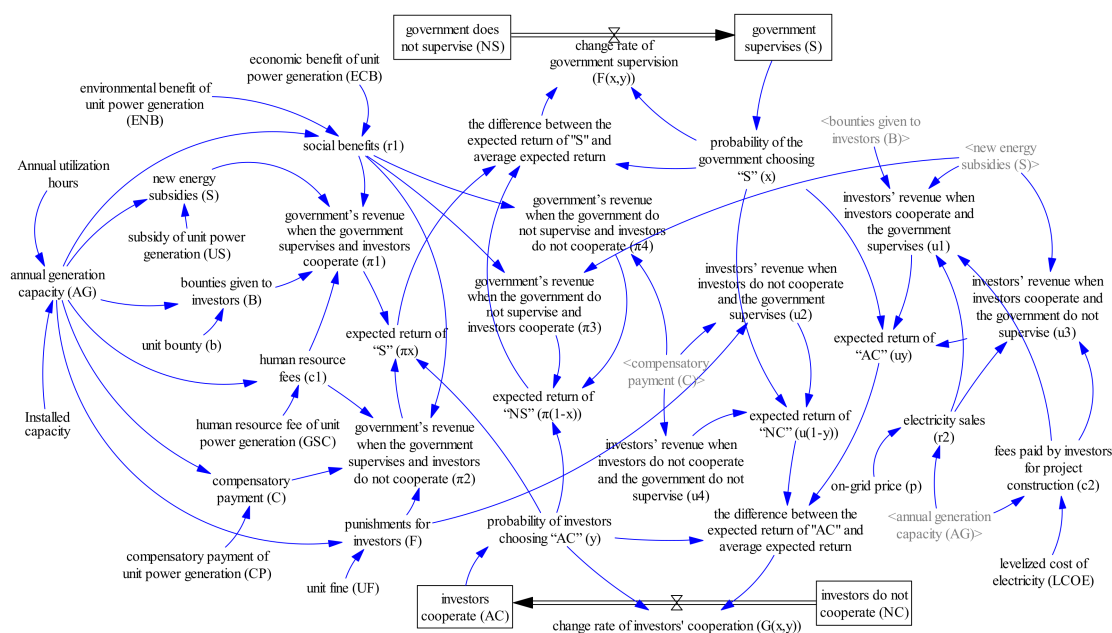 government does
not supervise (NS)
government
supervises (S)
change rate of
government supervision
(F(x,y))
economic benefit of unit
power generation (ECB)
environmental benefit of
unit power generation
(ENB)
social benefits (r1)
the difference between the
expected return of "S" and
average expected return
probability of the
government choosing
“S” (x)
<bounties given to
investors (B)>
<new energy
subsidies (S)>
Annual utilization
hours
new energy
subsidies (S)
subsidy of unit power
generation (US)
government’s revenue
when the government
supervises and investors
cooperate (π1)
government’s revenue
when the government do
not supervise and investors
do not cooperate (π4)
investors’ revenue when
investors cooperate and
the government
supervises (u1)
annual generation
capacity (AG)
bounties given to
investors (B)
unit bounty (b)
government’s revenue
when the government do
not supervise and
investors cooperate (π3)
investors’ revenue when
investors do not cooperate
and the government
supervises (u2)
investors’ revenue when
investors cooperate and
the government do not
supervise (u3)
expected return of
“S” (πx)
expected return of
“AC” (uy)
human resource
fees (c1)
<compensatory
payment (C)>
expected return of
“NS” (π(1-x))
expected return of
“NC” (u(1-y))
Installed
capacity
human resource fee of unit
power generation (GSC)
government’s revenue
when the government
supervises and investors
do not cooperate (π2)
investors’ revenue when
investors do not cooperate
and the government do not
supervise (u4)
electricity sales
(r2)
fees paid by investors
for project
construction (c2)
on-grid price (p)
compensatory
payment (C)
punishments for
investors (F)
probability of investors
choosing “AC” (y)
the difference between the
expected return of "AC" and
average expected return
<annual generation
capacity (AG)>
compensatory payment of
unit power generation (CP)
unit fine (UF)
levelized cost of
electricity (LCOE)
investors
cooperate (AC)
investors do not
cooperate (NC)
change rate of investors' cooperation (G(x,y))